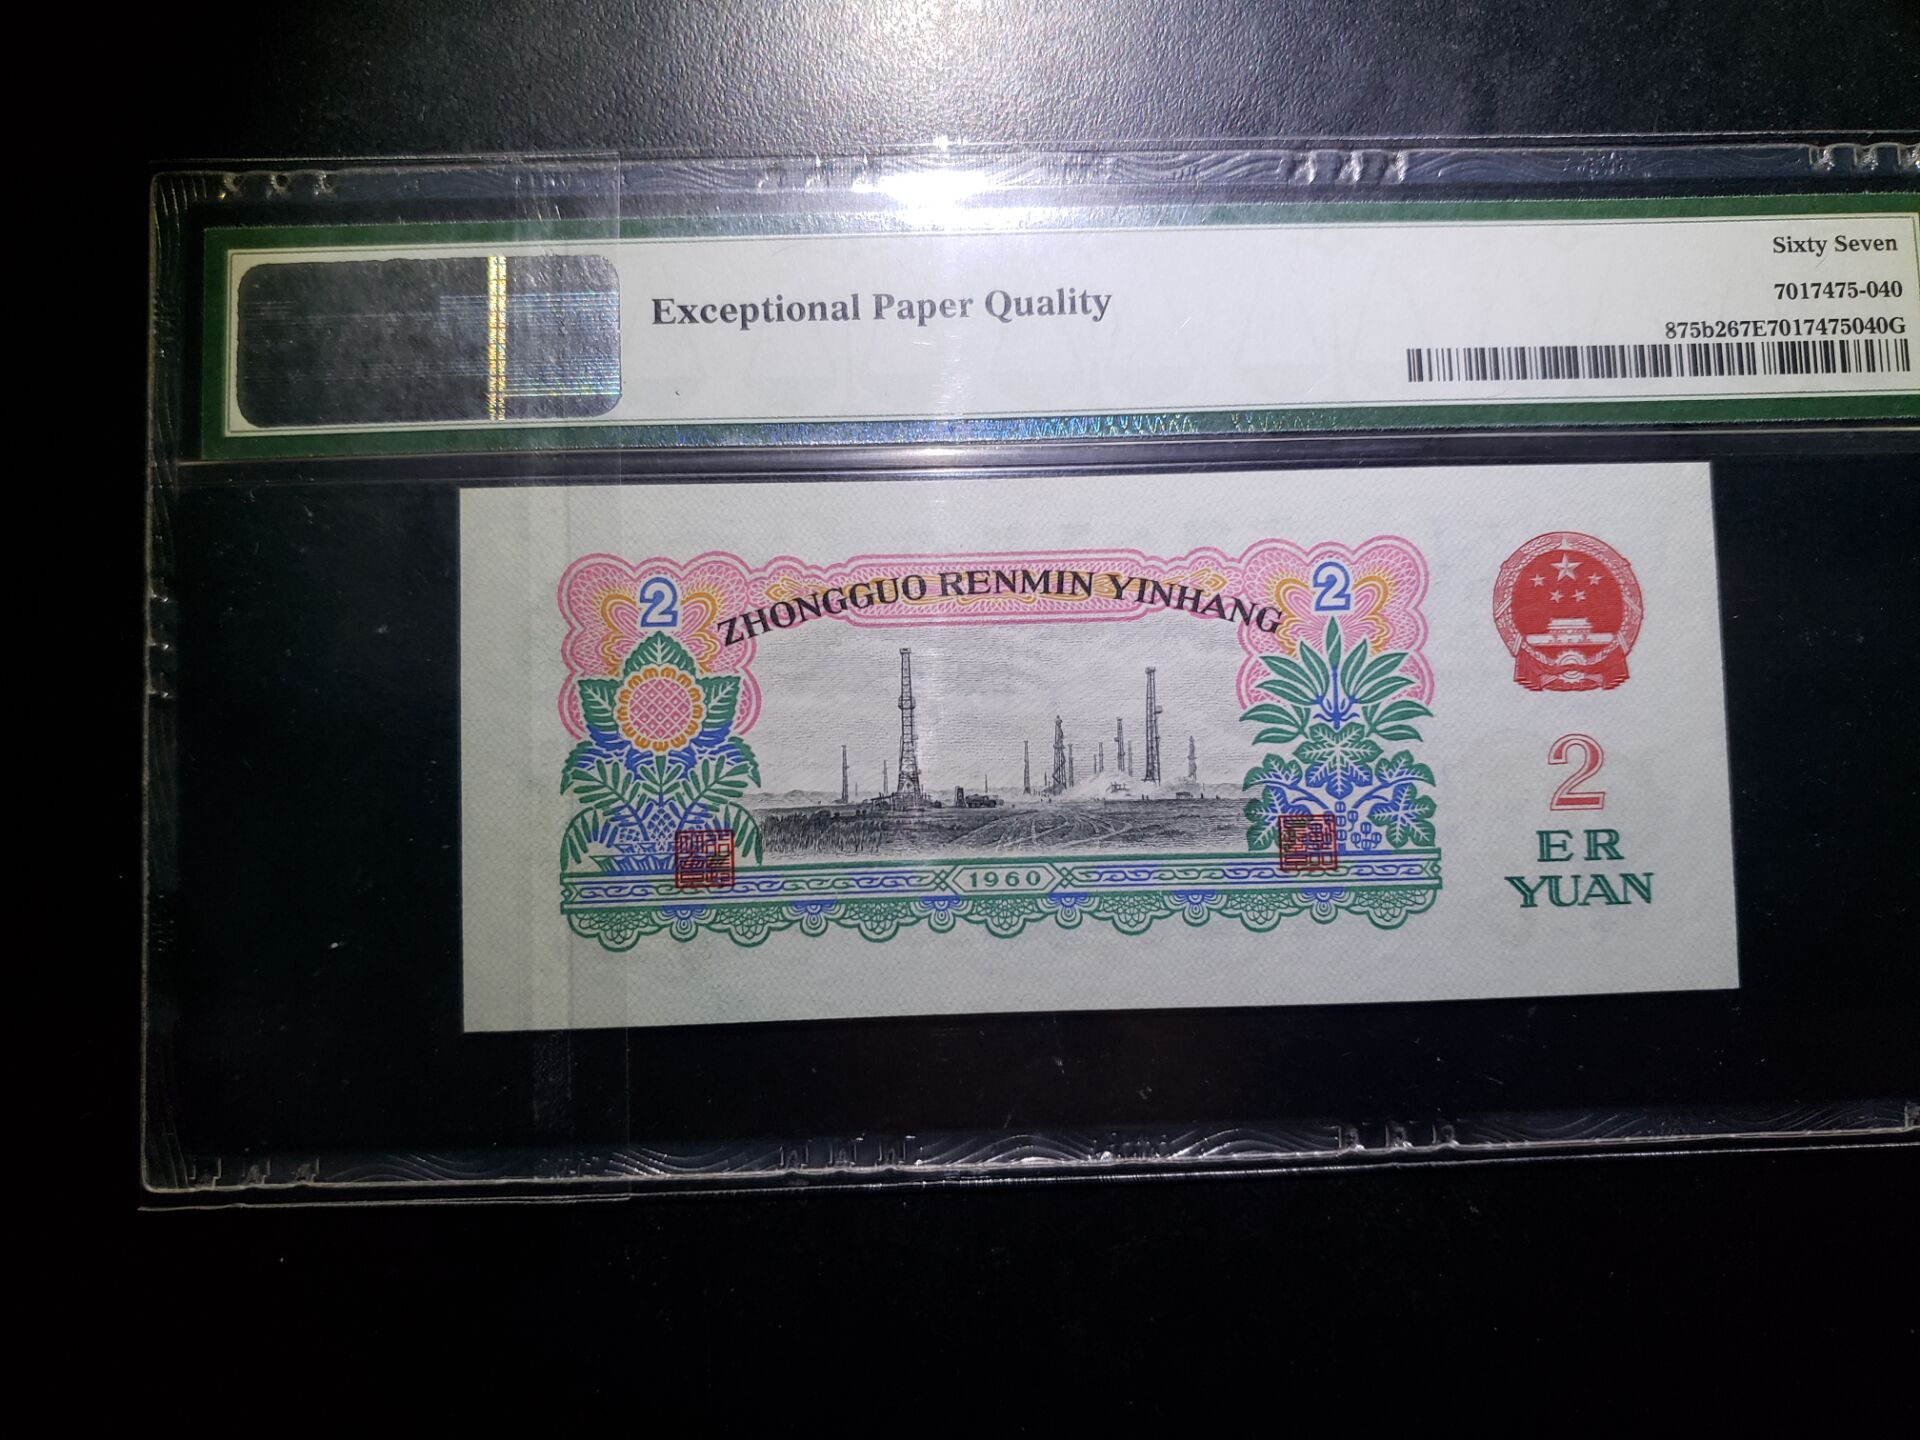 Sixty Seven
Exceptional Paper Quality
7017475-040
875b267E7017475040G
ZHONGGUO RENMIN YINHANG
2
2
2
ER
YUAN
1960